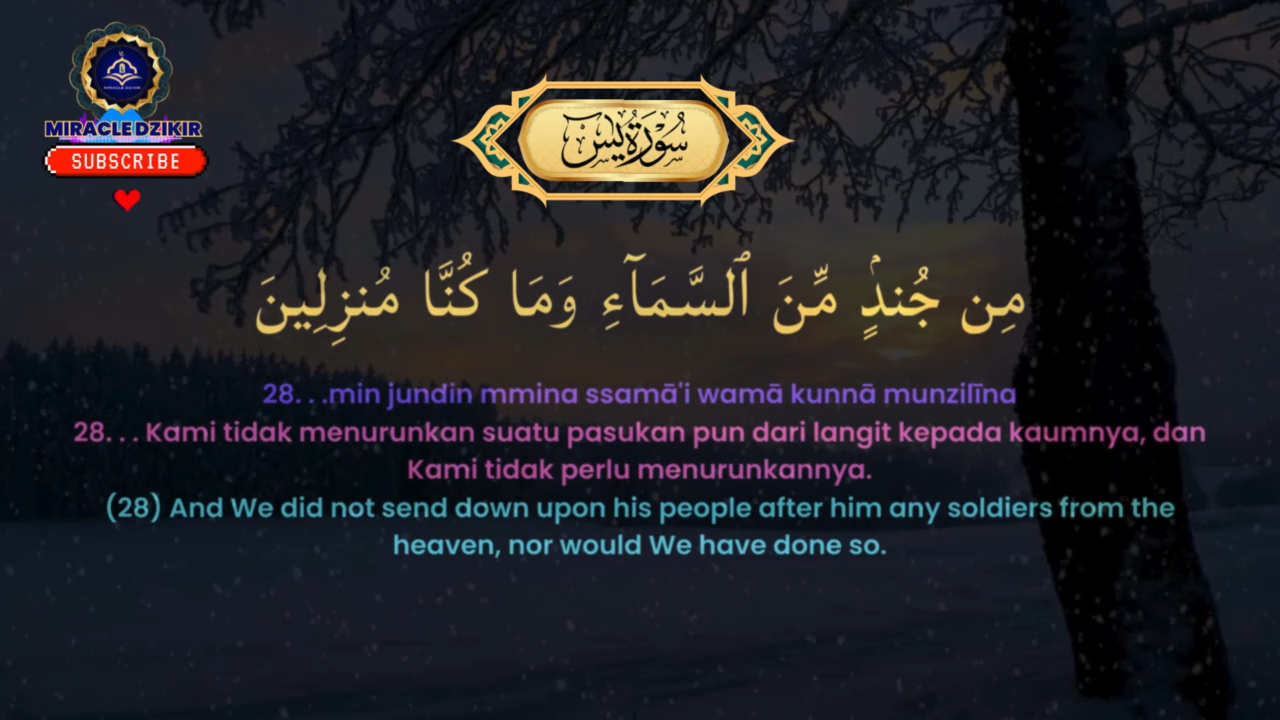 MIRACLE DZIKIR
MIRACLE DZIKIR
SUBSCRIBE
سُوْرَةُ يٰسٓ
مِن جُندٍۢ مِّنَ ٱلسَّمَآءِ وَمَا كُنَّا مُنزِلِينَ
28. . .min jundin mmina ssamā'i wamā kunnā munzilīna
28. . . Kami tidak menurunkan suatu pasukan pun dari langit kepada kaumnya, dan
Kami tidak perlu menurunkannya.
(28) And We did not send down upon his people after him any soldiers from the
heaven, nor would We have done so.